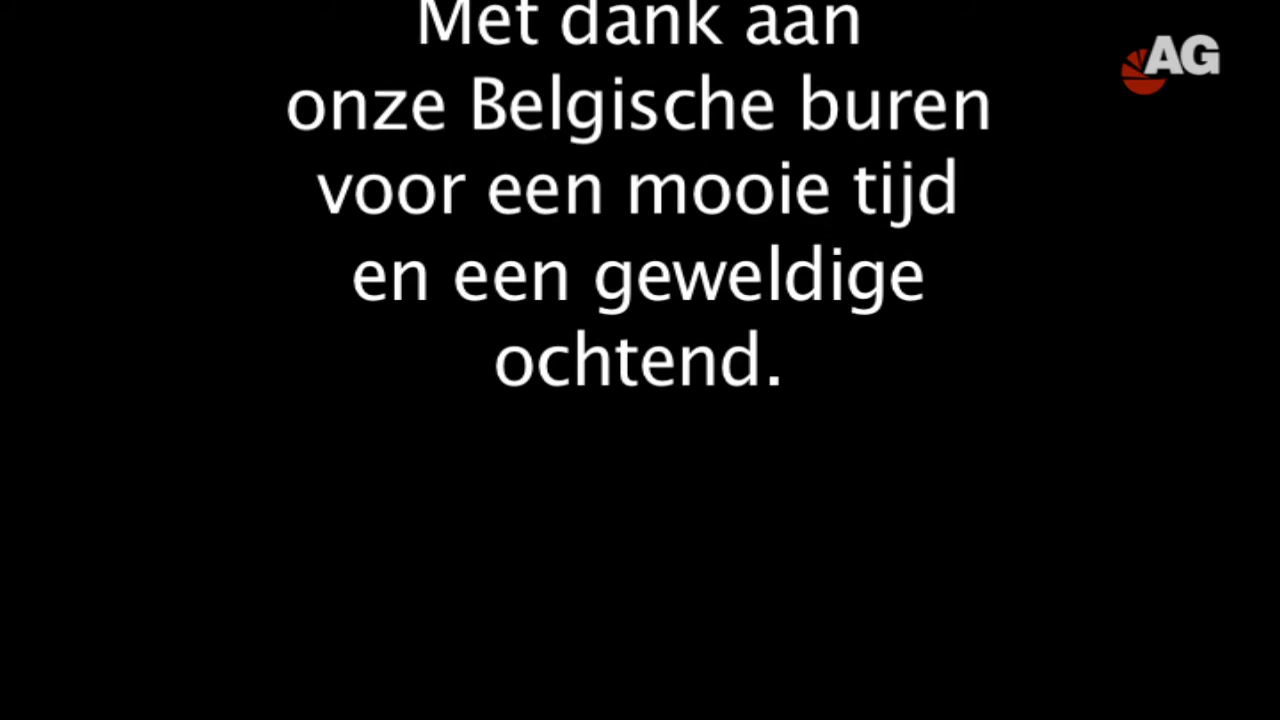 Met dank aan
onze Belgische buren
voor een mooie tijd
en een geweldige
ochtend.
AG